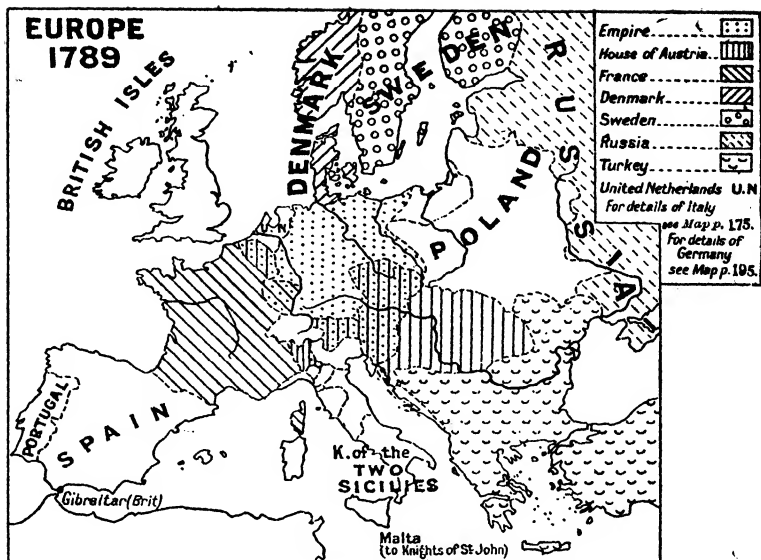 EUROPE
1789
BRITISH ISLES
DENMARK
SWEDEN
RUSSIA
POLAND
U.N.
PORTUGAL
SPAIN
Gibraltar (Brit)
K. of the
TWO
SICILIES
Malta
(to Knights of St John)
Empire
House of Austria
France
Denmark
Sweden
Russia
Turkey
United Netherlands U.N
For details of Italy
see Map p. 175.
For details of
Germany
see Map p. 195.